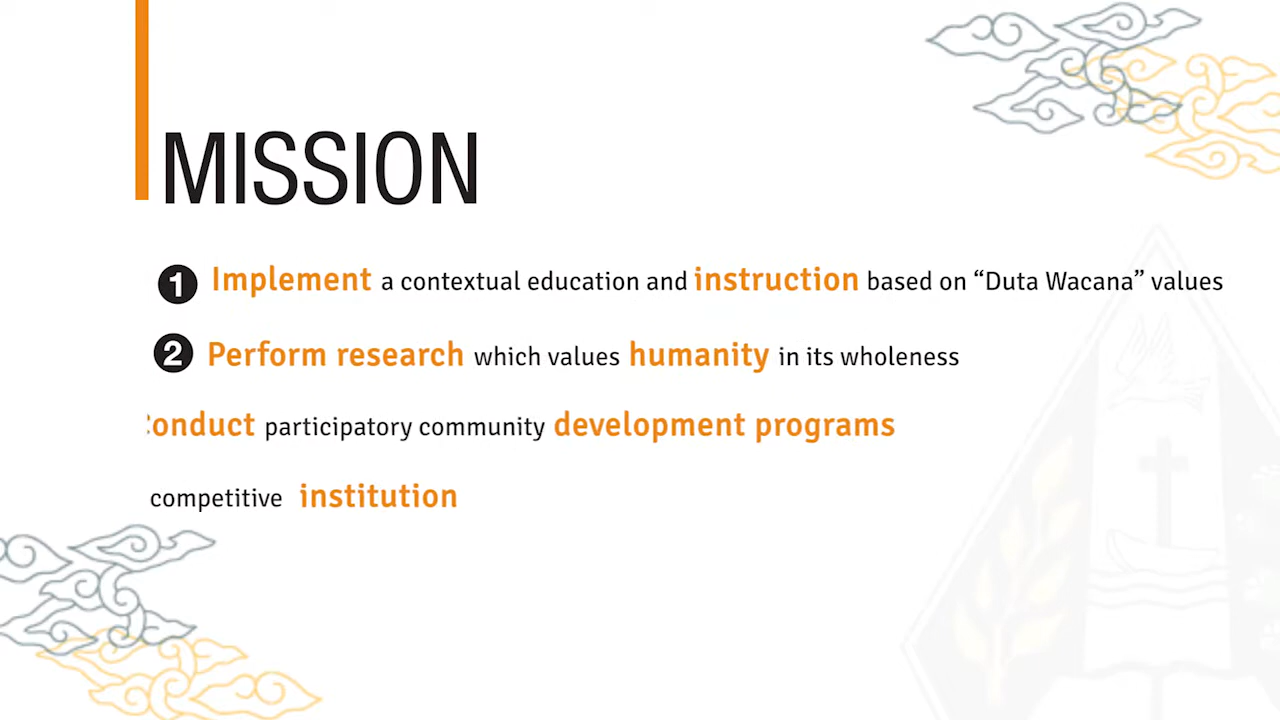 MISSION
1 Implement a contextual education and instruction based on “Duta Wacana” values
2 Perform research which values humanity in its wholeness
onduct participatory community development programs
competitive institution